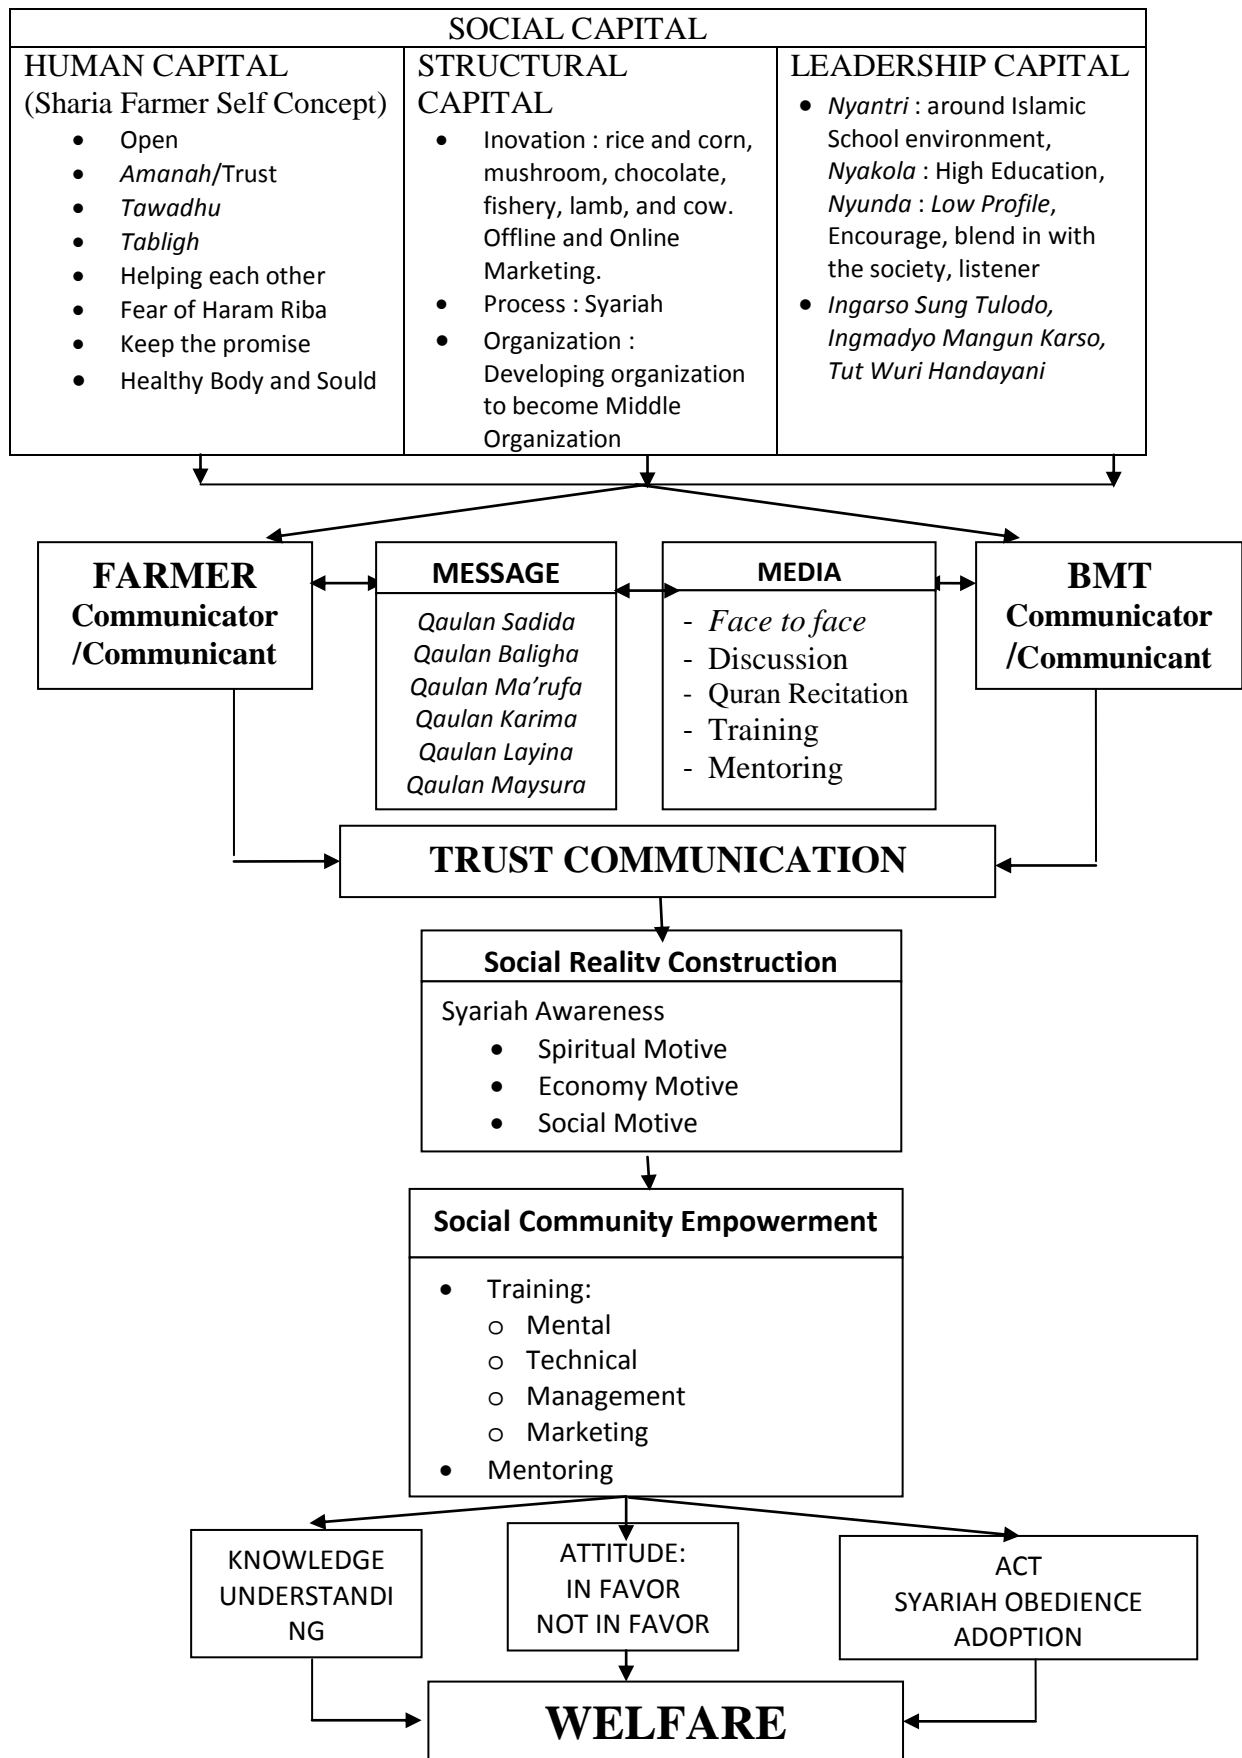 SOCIAL CAPITAL
HUMAN CAPITAL
(Sharia Farmer Self Concept)
• Open
• Amanah/Trust
• Tawadhu
• Tabligh
• Helping each other
• Fear of Haram Riba
• Keep the promise
• Healthy Body and Sould
STRUCTURAL
CAPITAL
• Inovation : rice and corn,
mushroom, chocolate,
fishery, lamb, and cow.
Offline and Online
Marketing.
• Process : Syariah
• Organization :
Developing organization
to become Middle
Organization
LEADERSHIP CAPITAL
• Nyantri : around Islamic
School environment,
Nyakola : High Education,
Nyunda : Low Profile,
Encourage, blend in with
the society, listener
• Ingarso Sung Tulodo,
Ingmadyo Mangun Karso,
Tut Wuri Handayani
FARMER
Communicator
/Communicant
MESSAGE
Qaulan Sadida
Qaulan Baligha
Qaulan Ma’rufa
Qaulan Karima
Qaulan Layina
Qaulan Maysura
MEDIA
- Face to face
- Discussion
- Quran Recitation
- Training
- Mentoring
BMT
Communicator
/Communicant
TRUST COMMUNICATION
Social Reality Construction
Syariah Awareness
• Spiritual Motive
• Economy Motive
• Social Motive
Social Community Empowerment
• Training:
o Mental
o Technical
o Management
o Marketing
• Mentoring
KNOWLEDGE
UNDERSTANDI
NG
ATTITUDE:
IN FAVOR
NOT IN FAVOR
ACT
SYARIAH OBEDIENCE
ADOPTION
WELFARE